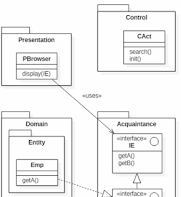 Control
CAct
search()
init()
Presentation
PBrowser
display(IE)
«uses»
Domain
Entity
Emp
getA()
Acquaintance
«interface»
IE
getA()
getB()
«interface»